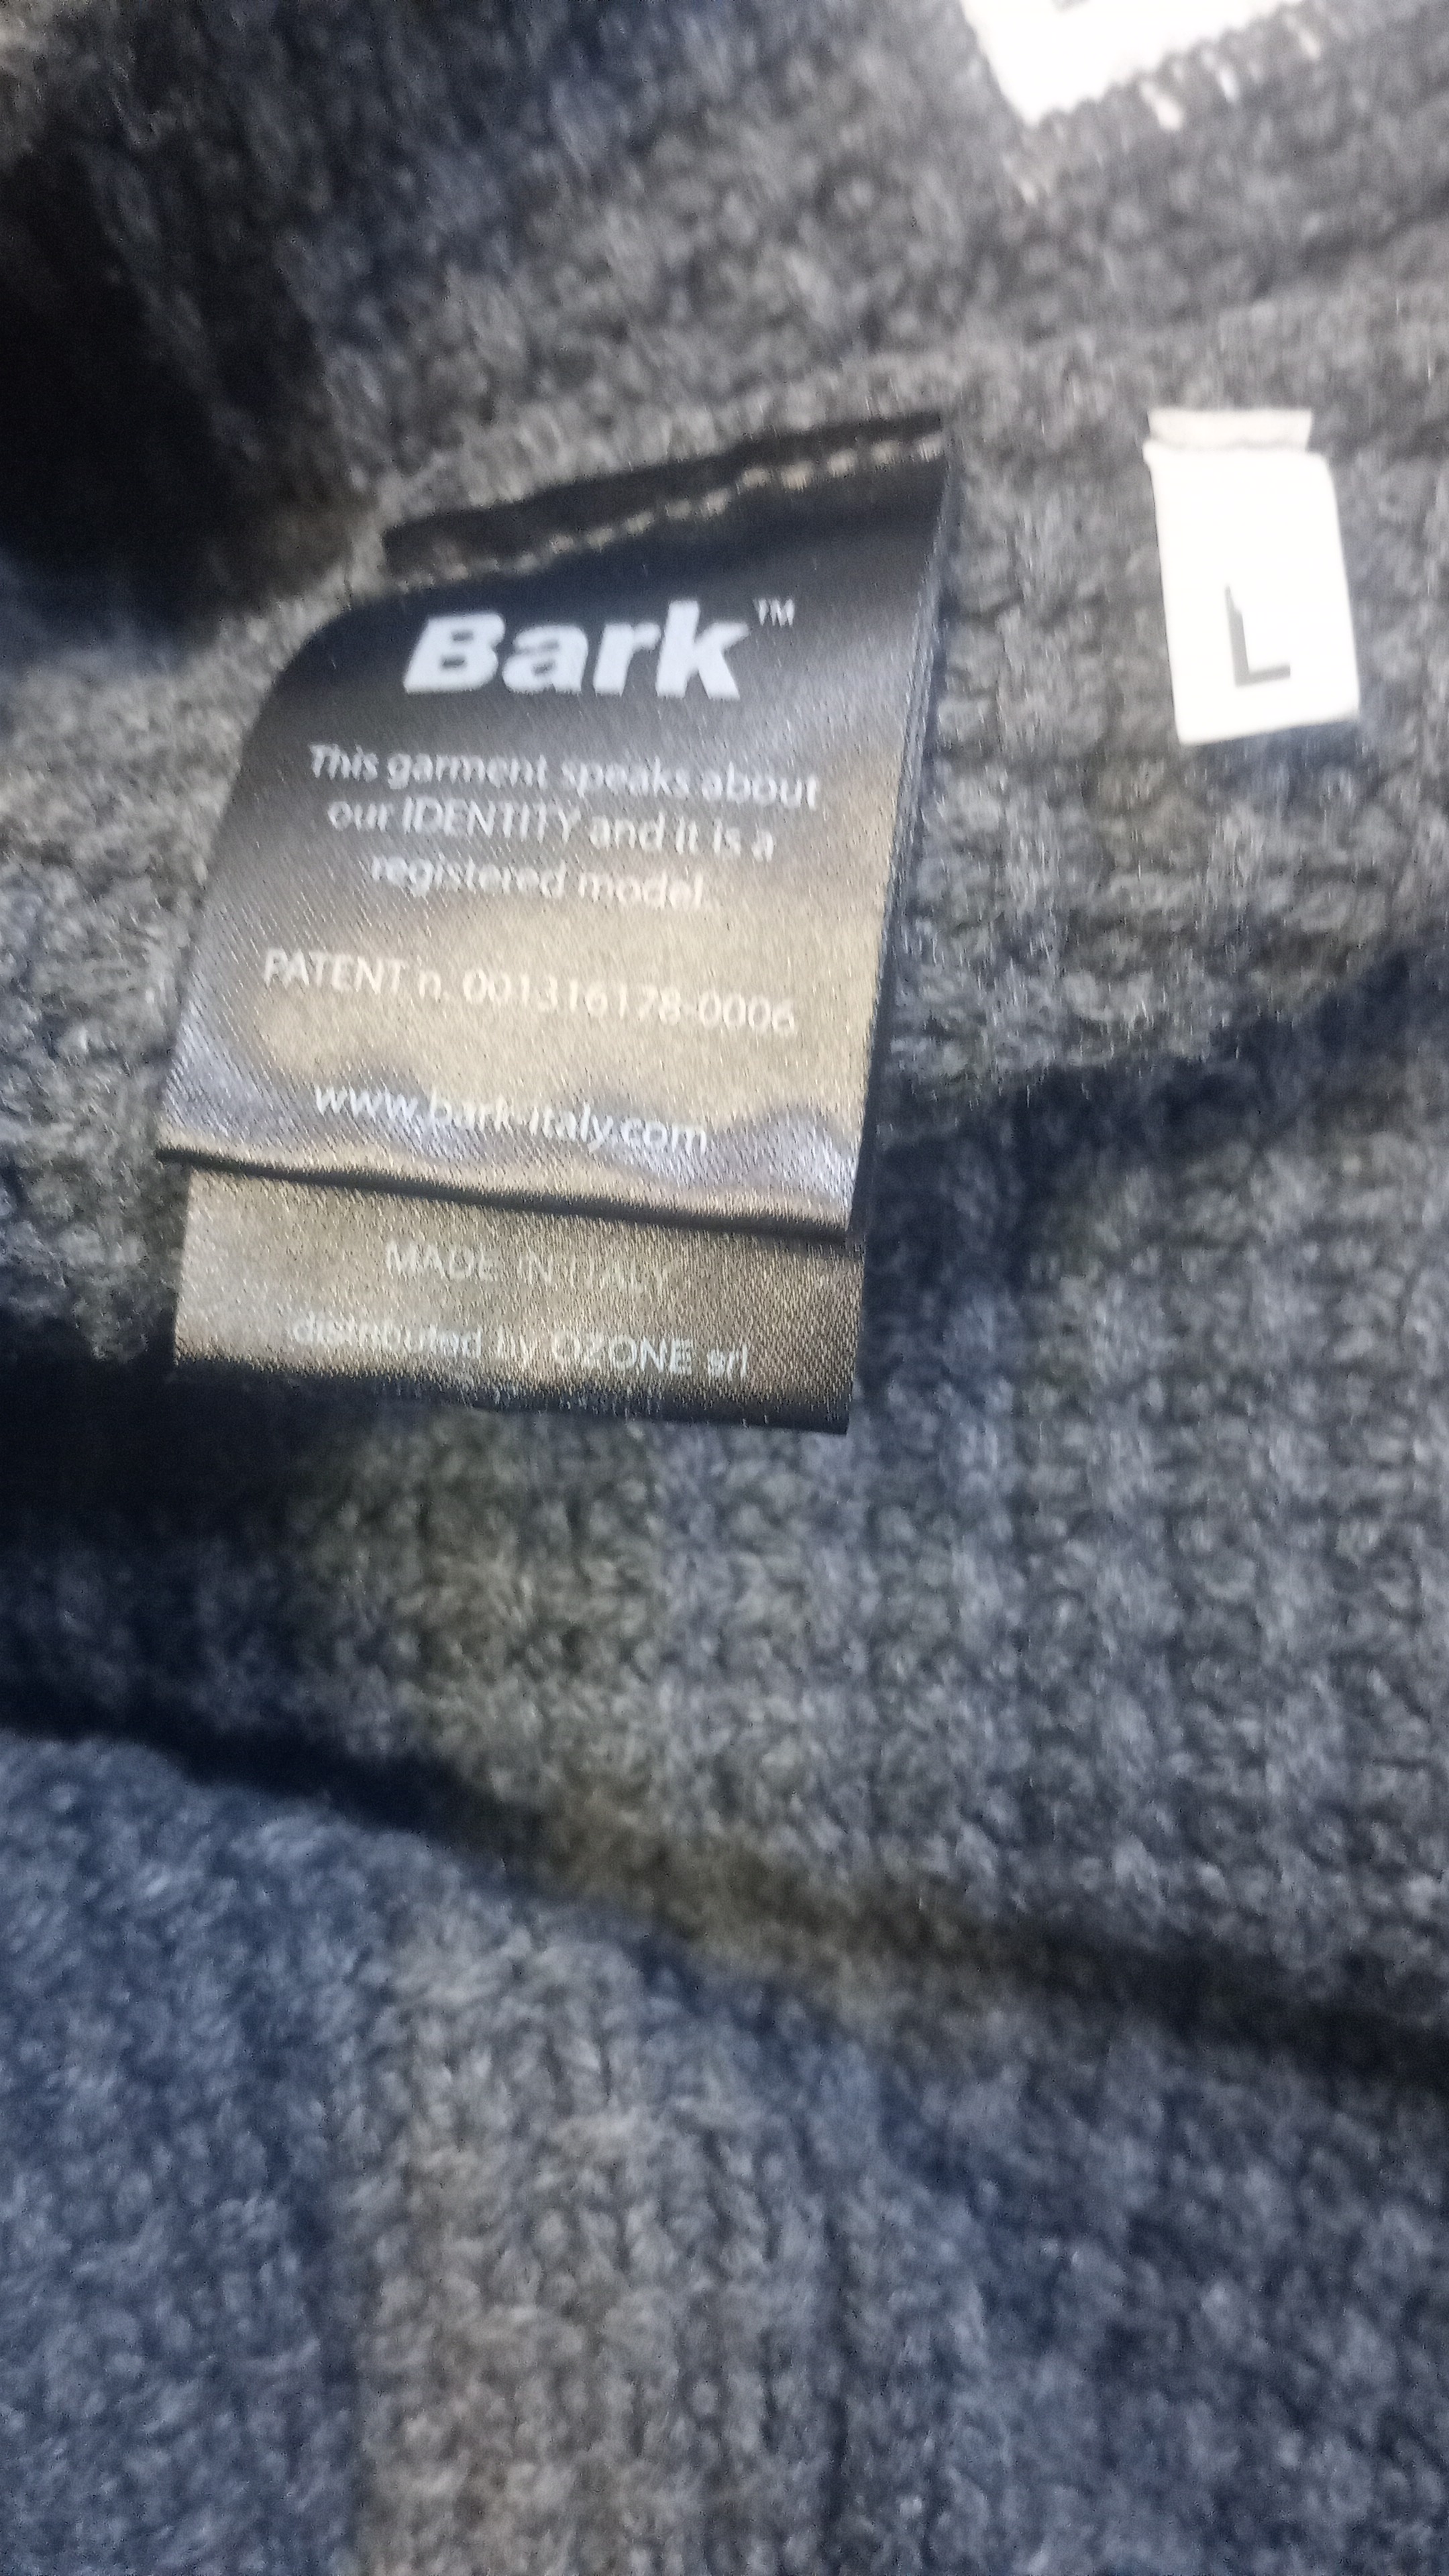 Bark™
This garment speaks about
our IDENTITY and it is a
registered model.
PATENT n. 001316178-0006
www.bark-italy.com
MADE IN ITALY
distributed by OZONE srl
L